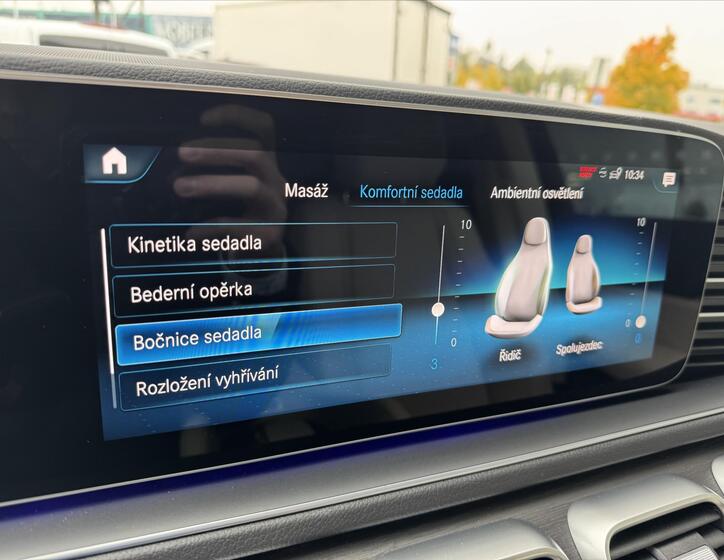 10:34
Masáž Komfortní sedadla Ambientní osvětlení
Kinetika sedadla
Bederní opěrka
Bočnice sedadla
Rozložení vyhřívání
10
0
3
Řidič
Spolujezdec
10
0
0